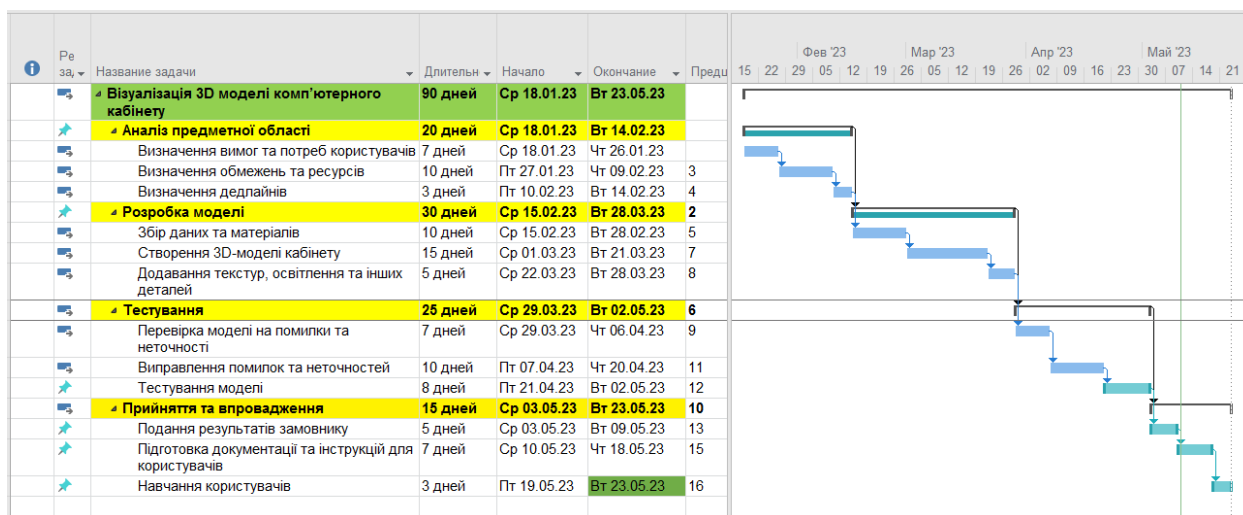 Ре
за, Название задачи Длительн Начало Окончание Предц
Фев '23 Мар '23 Апр '23 Май '23
15 22 29 05 12 19 26 05 12 19 26 02 09 16 23 30 07 14 21
Візуалізація 3D моделі комп'ютерного 90 дней Ср 18.01.23 Вт 23.05.23
кабінету
Аналіз предметної області 20 дней Ср 18.01.23 Вт 14.02.23
Визначення вимог та потреб користувачів 7 дней Ср 18.01.23 Чт 26.01.23
Визначення обмежень та ресурсів 10 дней Пт 27.01.23 Чт 09.02.23 3
Визначення дедлайнів 3 дней Пт 10.02.23 Вт 14.02.23 4
Розробка моделі 30 дней Ср 15.02.23 Вт 28.03.23 2
Збір даних та матеріалів 10 дней Ср 15.02.23 Вт 28.02.23 5
Створення 3D-моделі кабінету 15 дней Ср 01.03.23 Вт 21.03.23 7
Додавання текстур, освітлення та інших 5 дней Ср 22.03.23 Вт 28.03.23 8
деталей
Тестування 25 дней Ср 29.03.23 Вт 02.05.23 6
Перевірка моделі на помилки та 7 дней Ср 29.03.23 Чт 06.04.23 9
неточності
Виправлення помилок та неточностей 10 дней Пт 07.04.23 Чт 20.04.23 11
Тестування моделі 8 дней Пт 21.04.23 Вт 02.05.23 12
Прийняття та впровадження 15 дней Ср 03.05.23 Вт 23.05.23 10
Подання результатів замовнику 5 дней Ср 03.05.23 Вт 09.05.23 13
Підготовка документації та інструкцій для 7 дней Ср 10.05.23 Чт 18.05.23 15
користувачів
Навчання користувачів 3 дней Пт 19.05.23 Вт 23.05.23 16